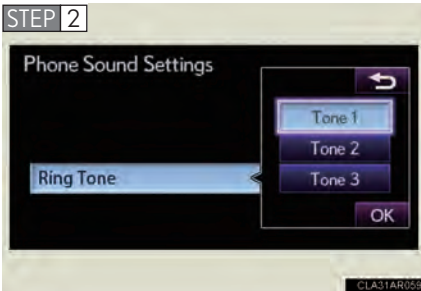 STEP 2
Phone Sound Settings
Tone 1
Tone 2
Ring Tone
Tone 3
OK
CLA31AR059